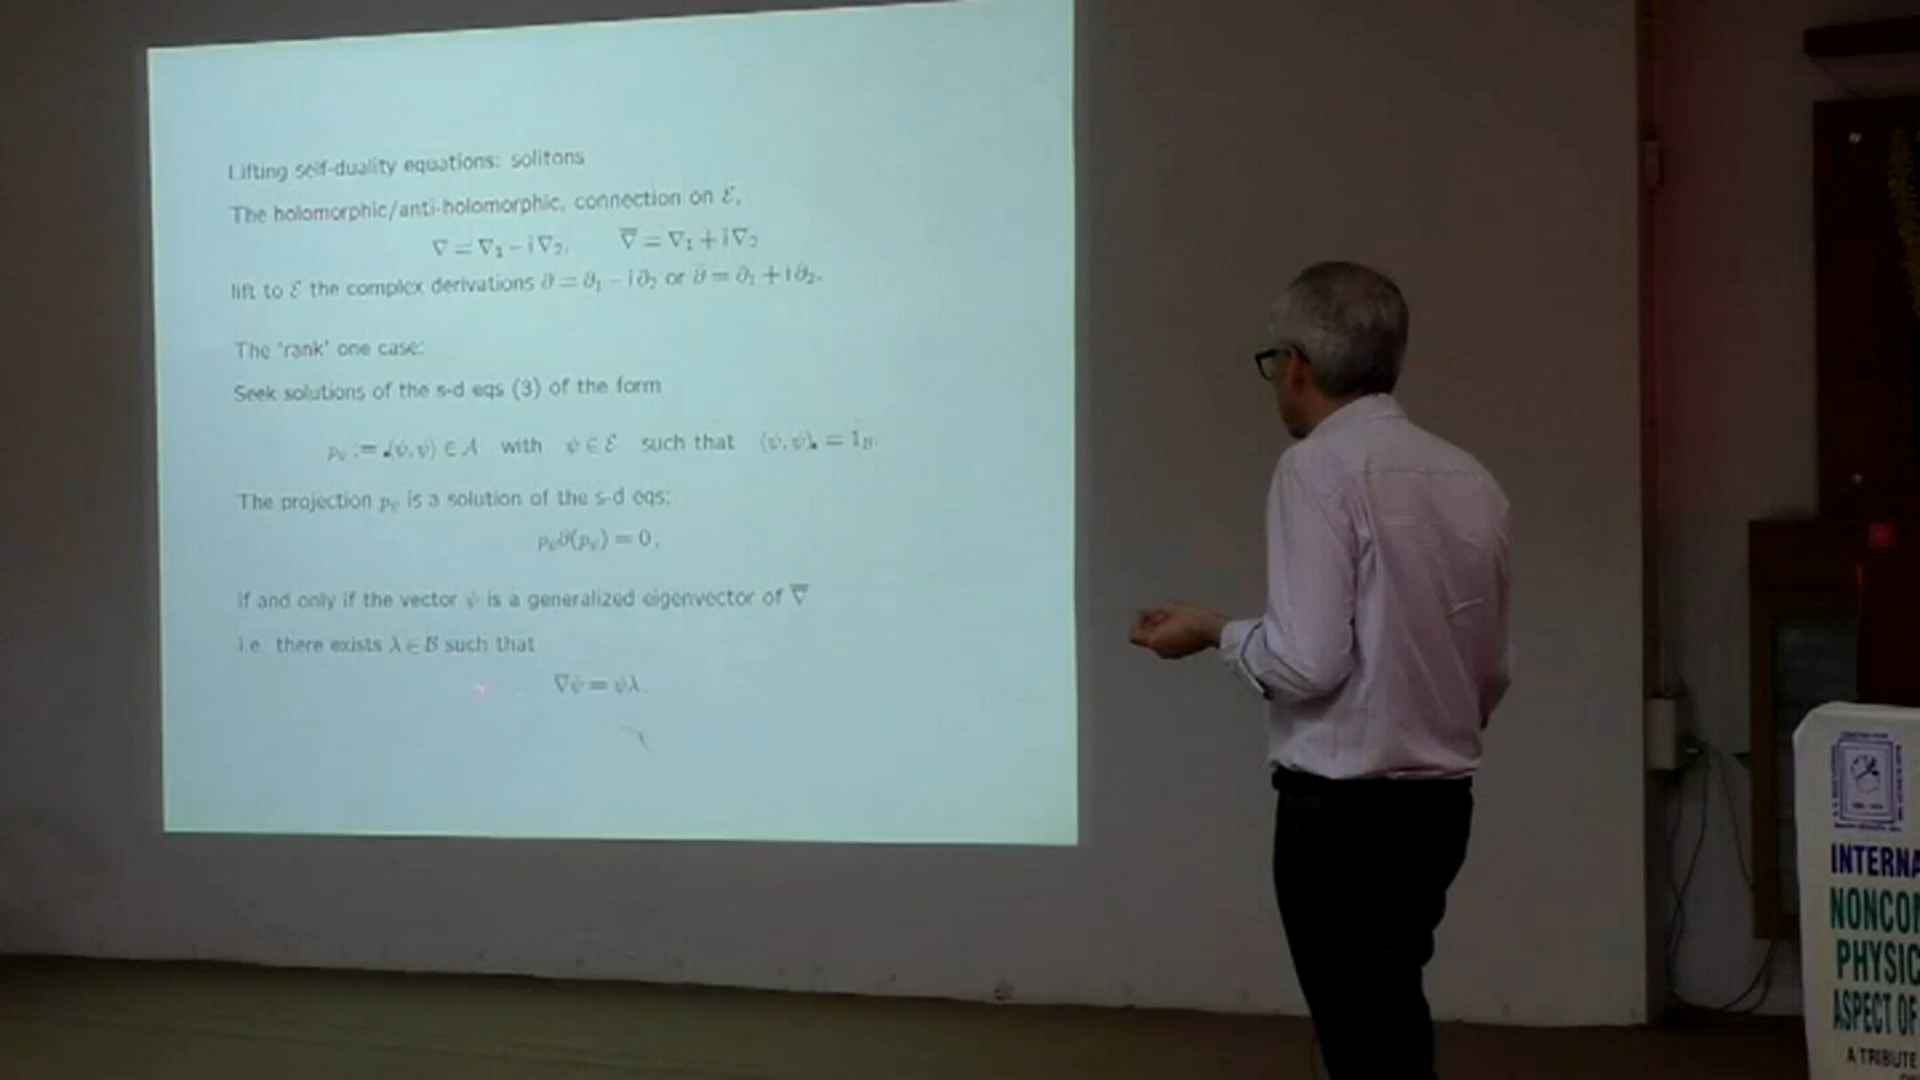 Lifting self-duality equations: solitons
The holomorphic/anti-holomorphic, connection on ℰ,
∇ = ∇₁ − i∇₂, ∇̅ = ∇₁ + i∇₂
lift to ℰ the complex derivations ∂ = ∂₁ − i∂₂ or ∂̅ = ∂₁ + i∂₂.
The 'rank' one case:
Seek solutions of the s-d eqs (3) of the form
p_ψ := •⟨ψ,ψ⟩ ∈ 𝒜 with ψ ∈ ℰ such that ⟨ψ,ψ⟩• = 1_ℬ.
The projection p_ψ is a solution of the s-d eqs:
p_ψ∂(p_ψ) = 0,
if and only if the vector ψ is a generalized eigenvector of ∇̅
i.e. there exists λ ∈ ℬ such that
∇̅ψ = ψλ.
INTERNA
NONCO
PHYSIC
ASPECT OF
A TRIBUTE